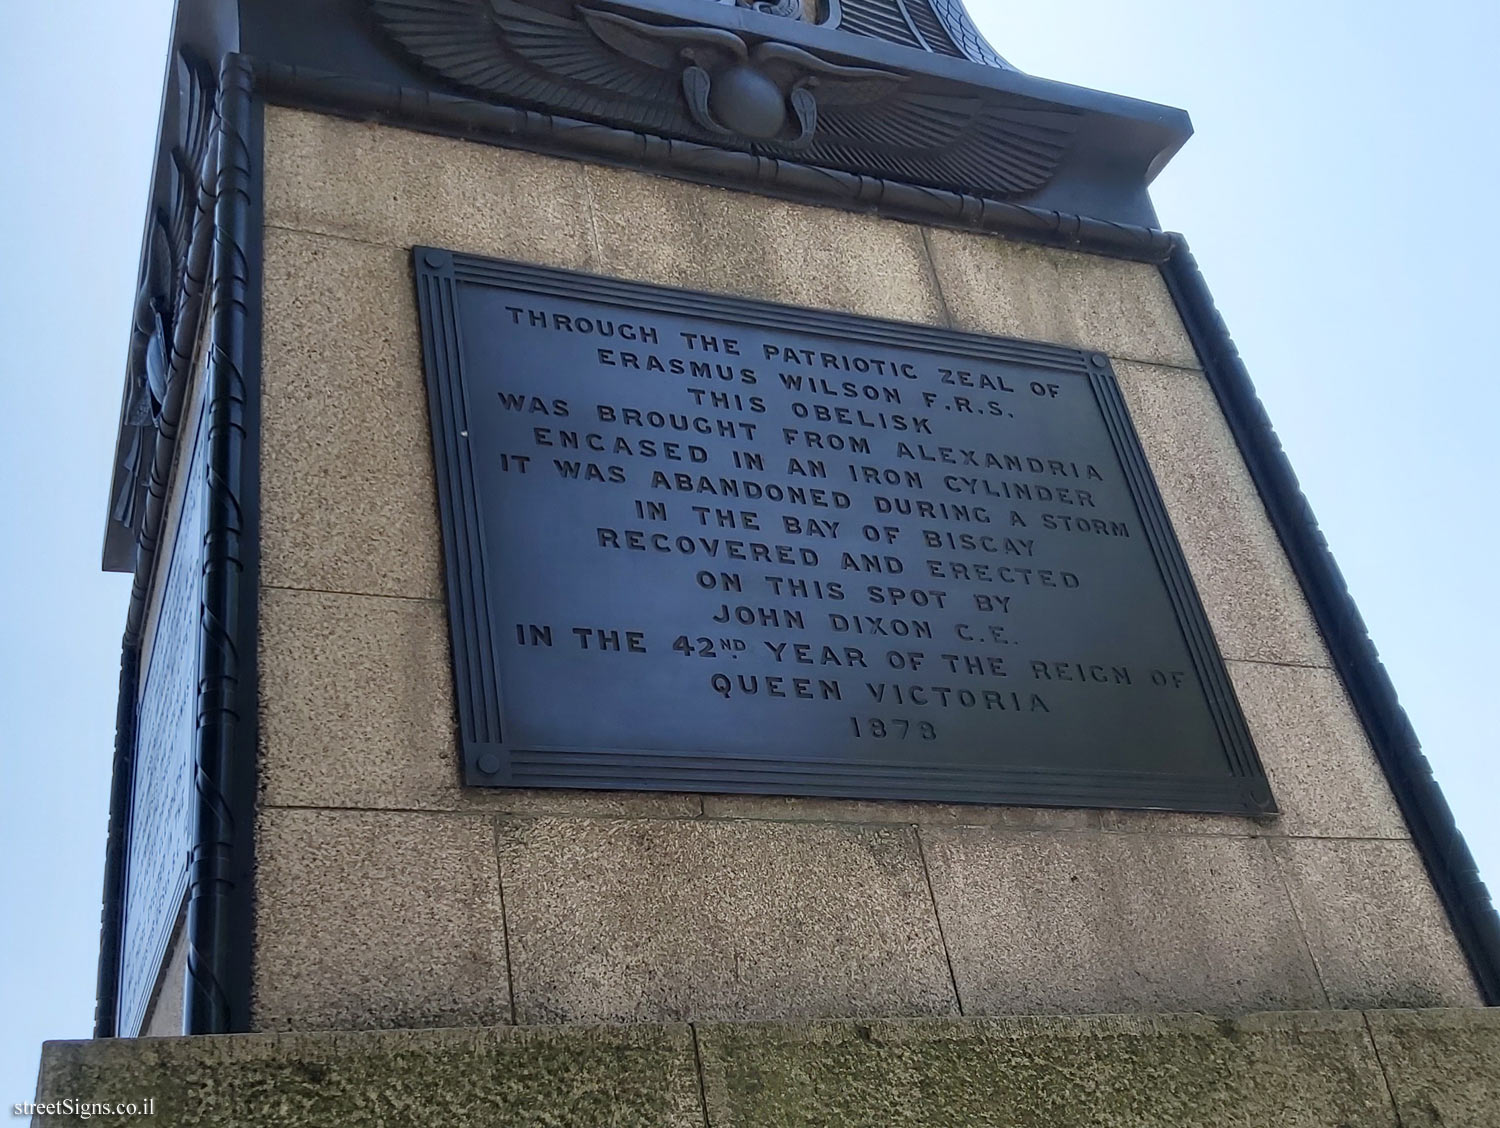 THROUGH THE PATRIOTIC ZEAL OF
ERASMUS WILSON F.R.S.
THIS OBELISK
WAS BROUGHT FROM ALEXANDRIA
ENCASED IN AN IRON CYLINDER
IT WAS ABANDONED DURING A STORM
IN THE BAY OF BISCAY
RECOVERED AND ERECTED
ON THIS SPOT BY
JOHN DIXON C.E.
IN THE 42ND YEAR OF THE REIGN OF
QUEEN VICTORIA
1878
streetSigns.co.il